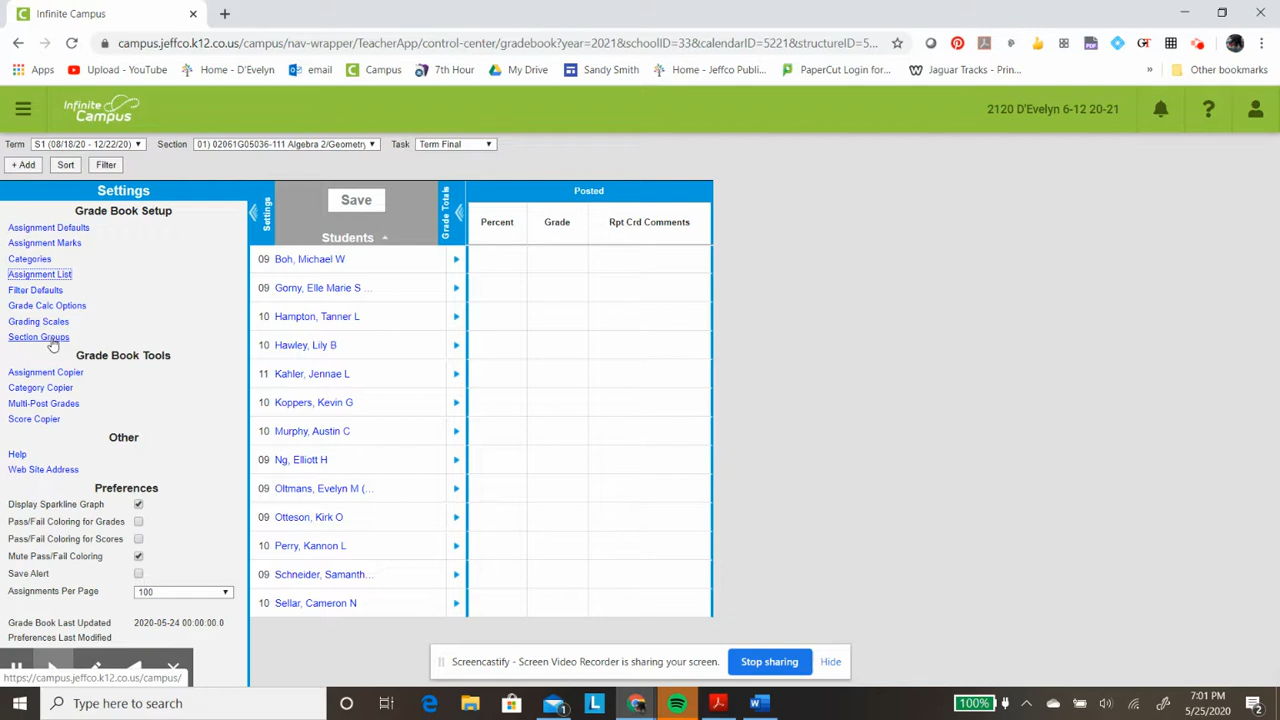 Infinite Campus
campus.jeffco.k12.co.us/campus/nav-wrapper/TeacherApp/control-center/gradebook?year=2021&schoolID=33&calendarID=5221&structureID=5...
Apps Upload - YouTube Home - D'Evelyn email Campus 7th Hour My Drive Sandy Smith Home - Jeffco Publi... PaperCut Login for... Jaguar Tracks - Prin... » Other bookmarks
Infinite Campus
2120 D'Evelyn 6-12 20-21
Term S1 (08/18/20 - 12/22/20) Section 01) 02061G05036-111 Algebra 2/Geometry Task Term Final
+ Add Sort Filter
Settings
Grade Book Setup
Assignment Defaults
Assignment Marks
Categories
Assignment List
Filter Defaults
Grade Calc Options
Grading Scales
Section Groups
Grade Book Tools
Assignment Copier
Category Copier
Multi-Post Grades
Score Copier
Other
Help
Web Site Address
Preferences
Display Sparkline Graph
Pass/Fail Coloring for Grades
Pass/Fail Coloring for Scores
Mute Pass/Fail Coloring
Save Alert
Assignments Per Page 100
Grade Book Last Updated 2020-05-24 00:00:00.0
Preferences Last Modified
https://campus.jeffco.k12.co.us/campus/
Settings
Save
Students
Grade Totals
Posted
Percent Grade Rpt Crd Comments
09 Boh, Michael W
09 Gomy, Elle Marie S ...
10 Hampton, Tanner L
10 Hawley, Lily B
11 Kahler, Jennae L
10 Koppers, Kevin G
10 Murphy, Austin C
09 Ng, Elliott H
09 Oltmans, Evelyn M (...
09 Otteson, Kirk O
10 Perry, Kannon L
09 Schneider, Samanth...
10 Sellar, Cameron N
Screencastify - Screen Video Recorder is sharing your screen. Stop sharing Hide
Type here to search
100%
7:01 PM
5/25/2020